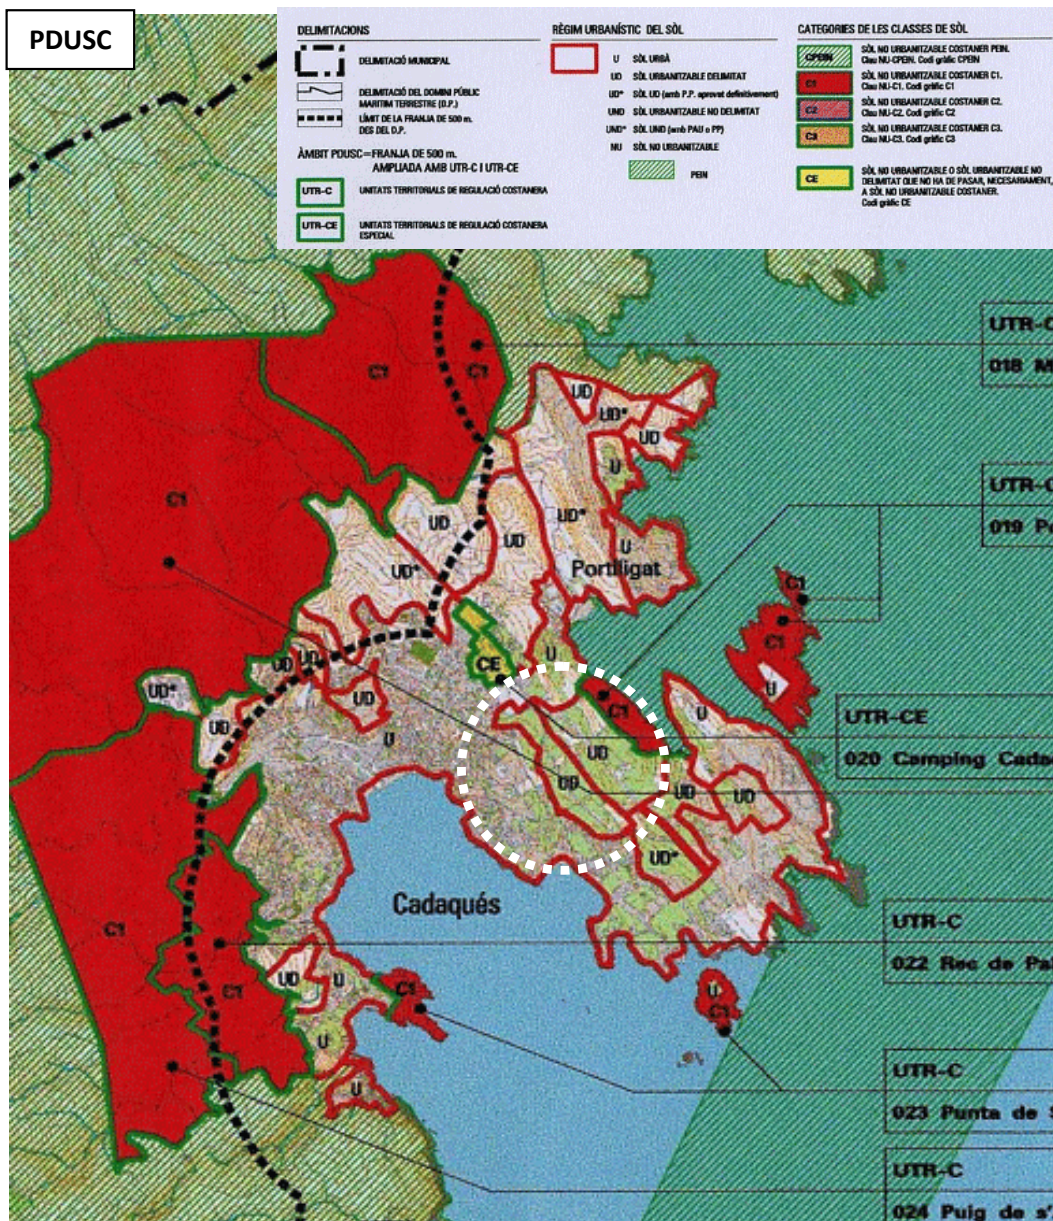 PDUSC
DELIMITACIONS
DELIMITACIÓ MUNICIPAL
DELIMITACIÓ DEL DOMINI PÚBLIC
MARITIM TERRESTRE (D.P.)
LÍMIT DE LA FRANJA DE 500 m.
DES DEL D.P.
ÀMBIT PDUSC=FRANJA DE 500 m.
AMPLIADA AMB UTR-C I UTR-CE
UTR-C UNITATS TERRITORIALS DE REGULACIÓ COSTANERA
UTR-CE UNITATS TERRITORIALS DE REGULACIÓ COSTANERA
ESPECIAL
RÈGIM URBANÍSTIC DEL SÒL
U SÒL URBÀ
UD SÒL URBANITZABLE DELIMITAT
UD* SÒL UD (amb P.P. aprovat definitivement)
UND SÒL URBANITZABLE NO DELIMITAT
UND* SÒL UND (amb PAU o PP)
NU SÒL NO URBANITZABLE
PEIN
CATEGORIES DE LES CLASSES DE SÒL
CPEIN SÒL NO URBANITZABLE COSTANER PEIN.
Clau NU-CPEIN. Codi gràfic CPEIN
C1 SÒL NO URBANITZABLE COSTANER C1.
Clau NU-C1. Codi gràfic C1
C2 SÒL NO URBANITZABLE COSTANER C2.
Clau NU-C2. Codi gràfic C2
C3 SÒL NO URBANITZABLE COSTANER C3.
Clau NU-C3. Codi gràfic C3
CE SÒL NO URBANITZABLE O SÒL URBANITZABLE NO
DELIMITAT QUE NO HA DE PASAR, NECESARIAMENT,
A SÒL NO URBANITZABLE COSTANER.
Codi gràfic CE
UTR-C
018 M
C1
C1
UD
UD*
UD
U
C1
UTR-C
019 Po
UD
UD
UD*
U
Portlligat
UD*
C1
C1
U
CE
U
UD
UD
UD*
UD
UD
C1
U
UTR-CE
020 Camping Cada
U
UD
UD
UD
UD
UD*
Cadaqués
C1
UTR-C
022 Rec de Pa
C1
UD
U
C1
U
C1
U
U
UTR-C
023 Punta de S
UTR-C
024 Puig de s'